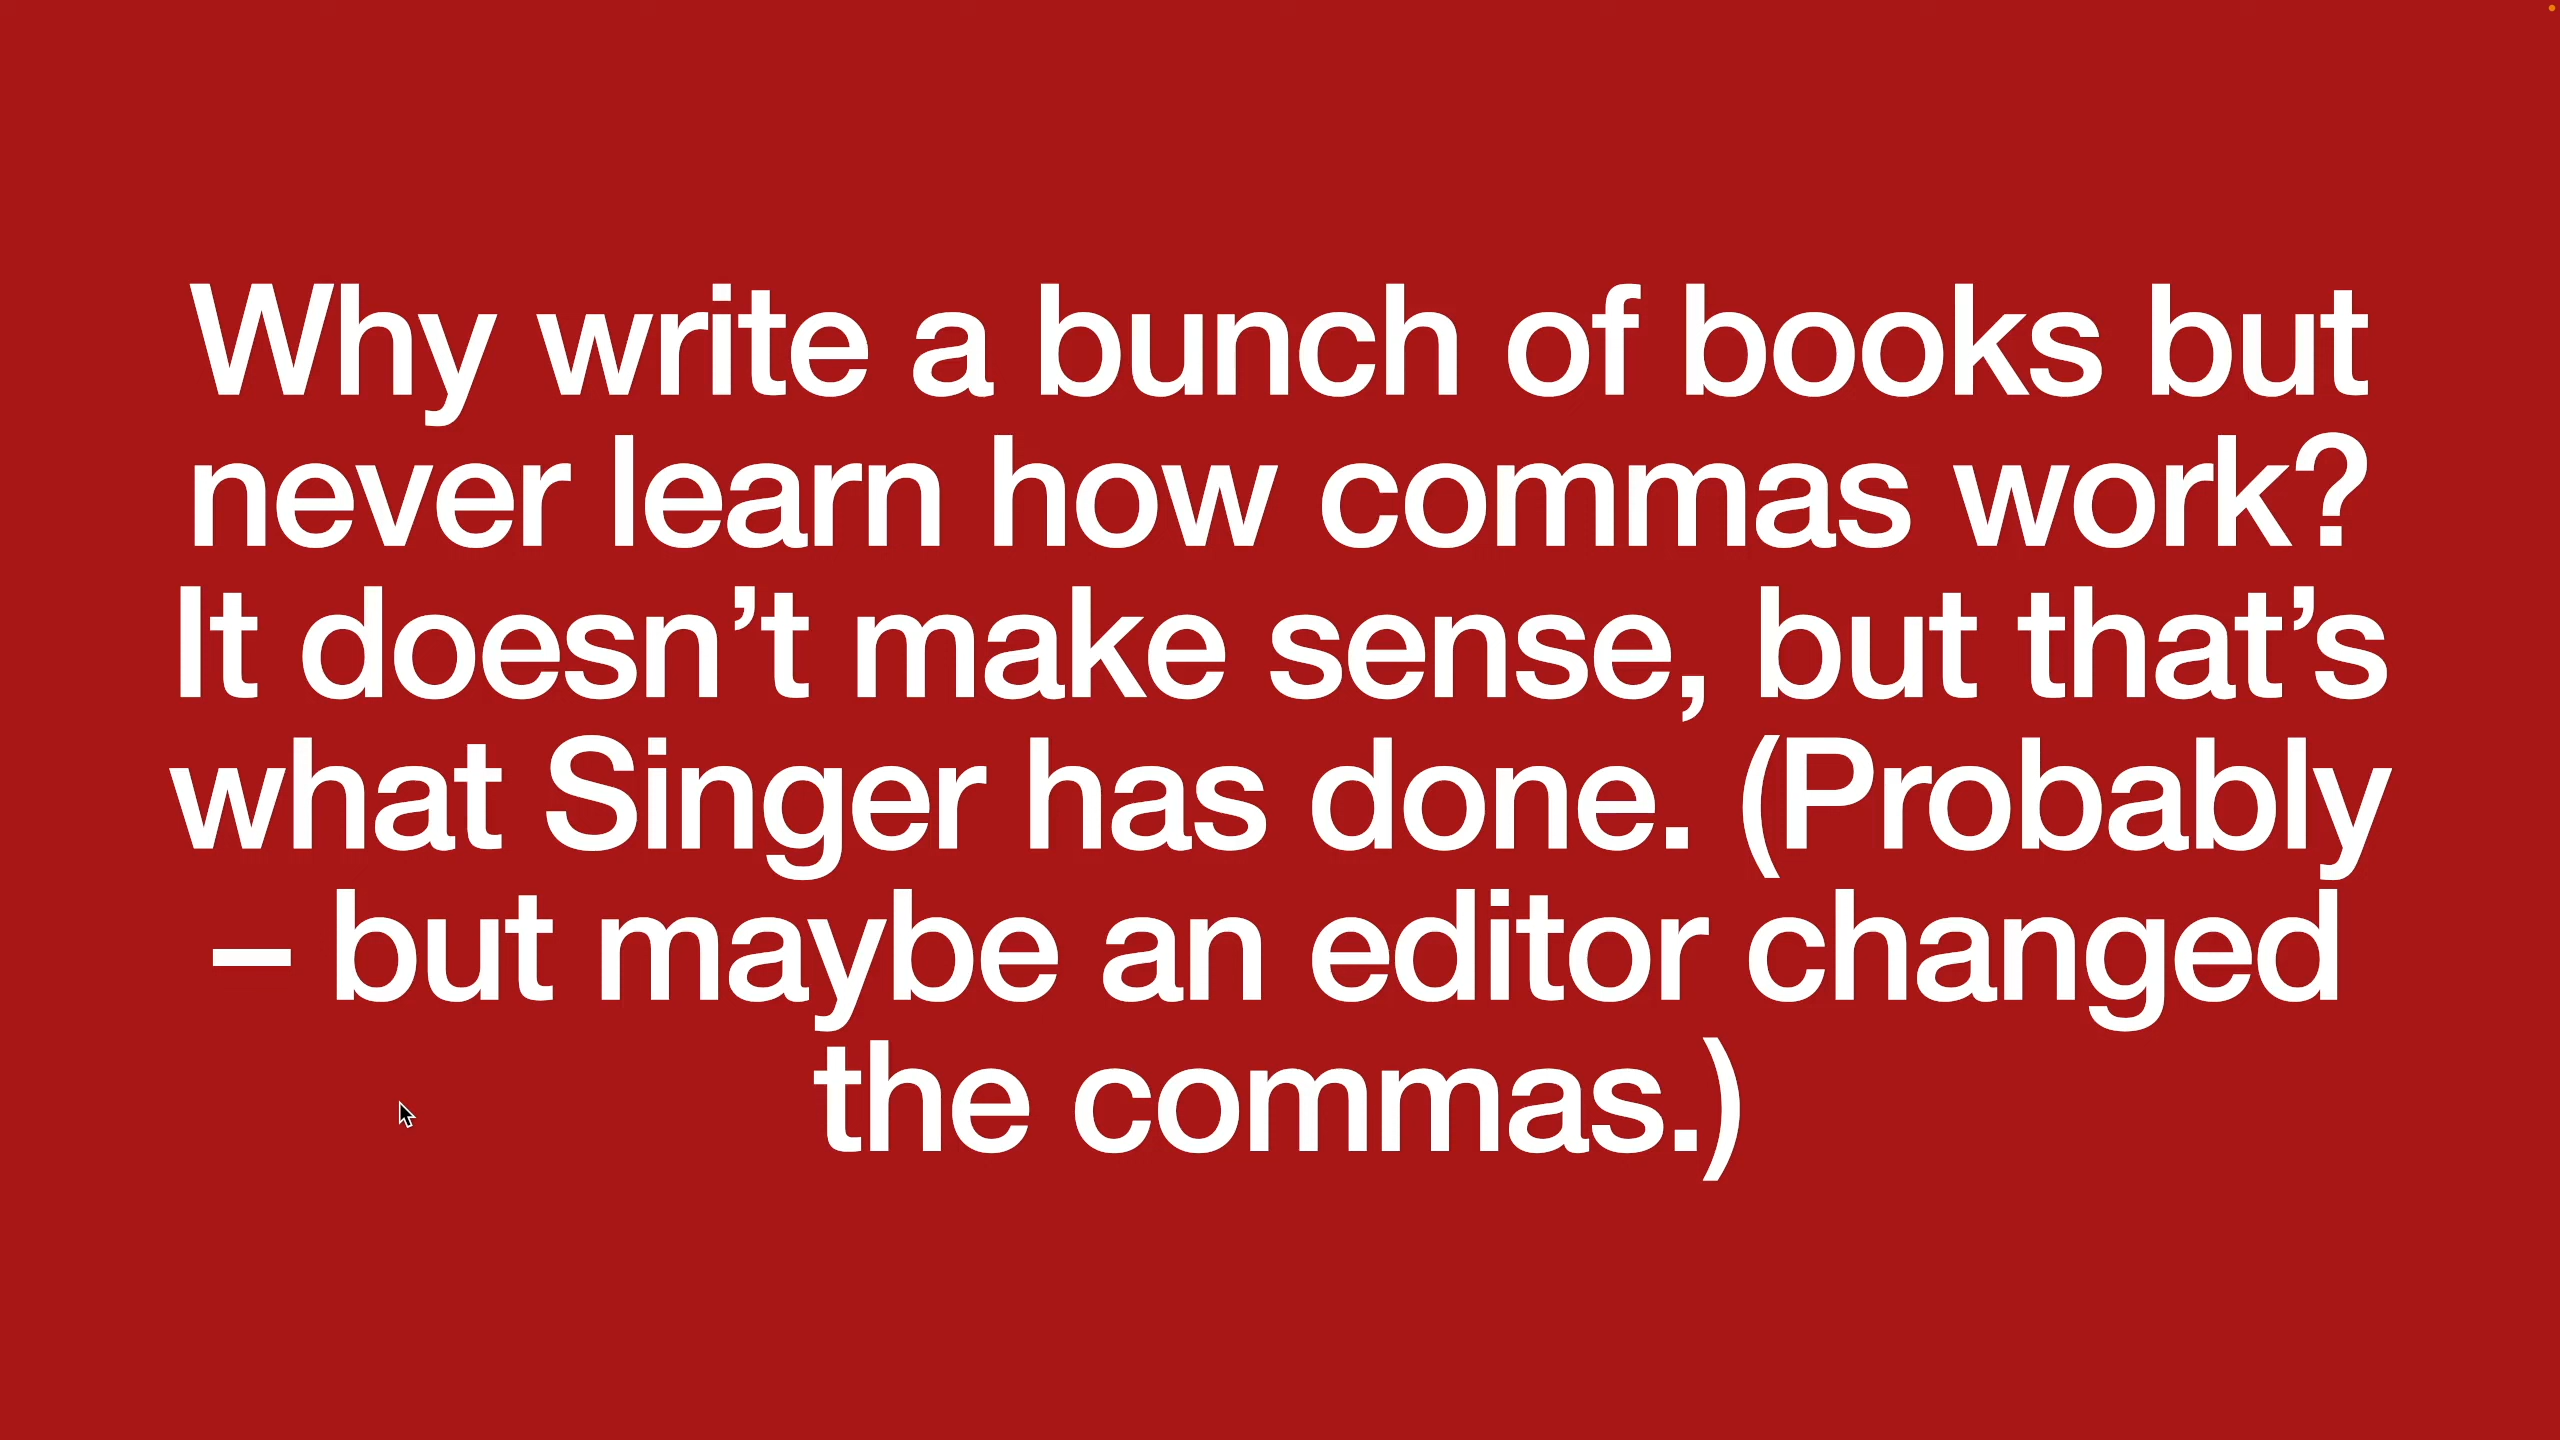 Why write a bunch of books but
never learn how commas work?
It doesn’t make sense, but that’s
what Singer has done. (Probably
– but maybe an editor changed
the commas.)